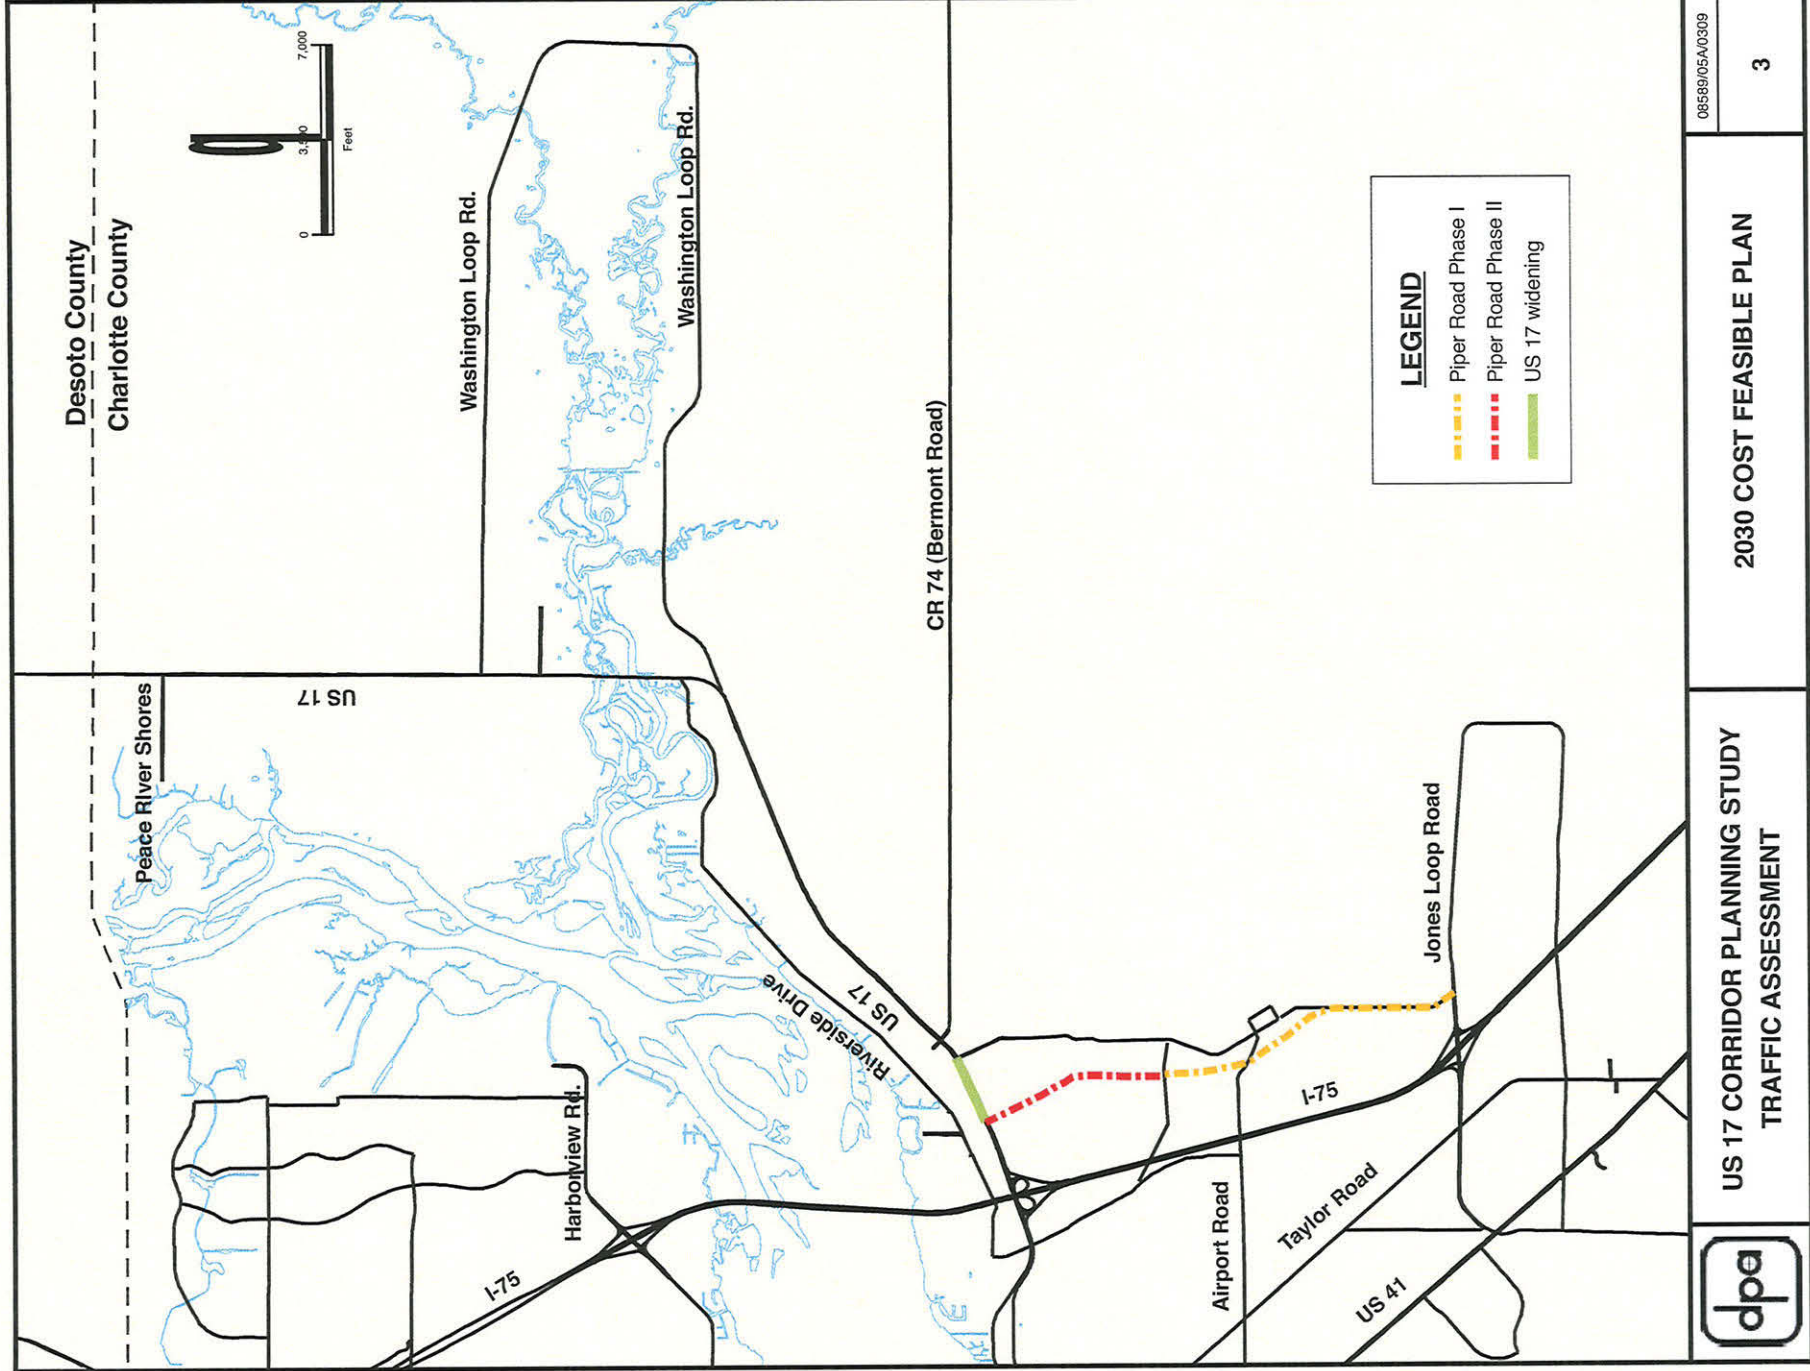 Desoto County
Charlotte County
0
3,500
7,000
Feet
Washington Loop Rd.
Washington Loop Rd.
Peace River Shores
US 17
CR 74 (Bermont Road)
Harborview Rd.
Riverside Drive
US 17
I-75
I-75
Airport Road
Taylor Road
US 41
Jones Loop Road
LEGEND
Piper Road Phase I
Piper Road Phase II
US 17 widening
dpa
US 17 CORRIDOR PLANNING STUDY
TRAFFIC ASSESSMENT
2030 COST FEASIBLE PLAN
08589/05A/0309
3